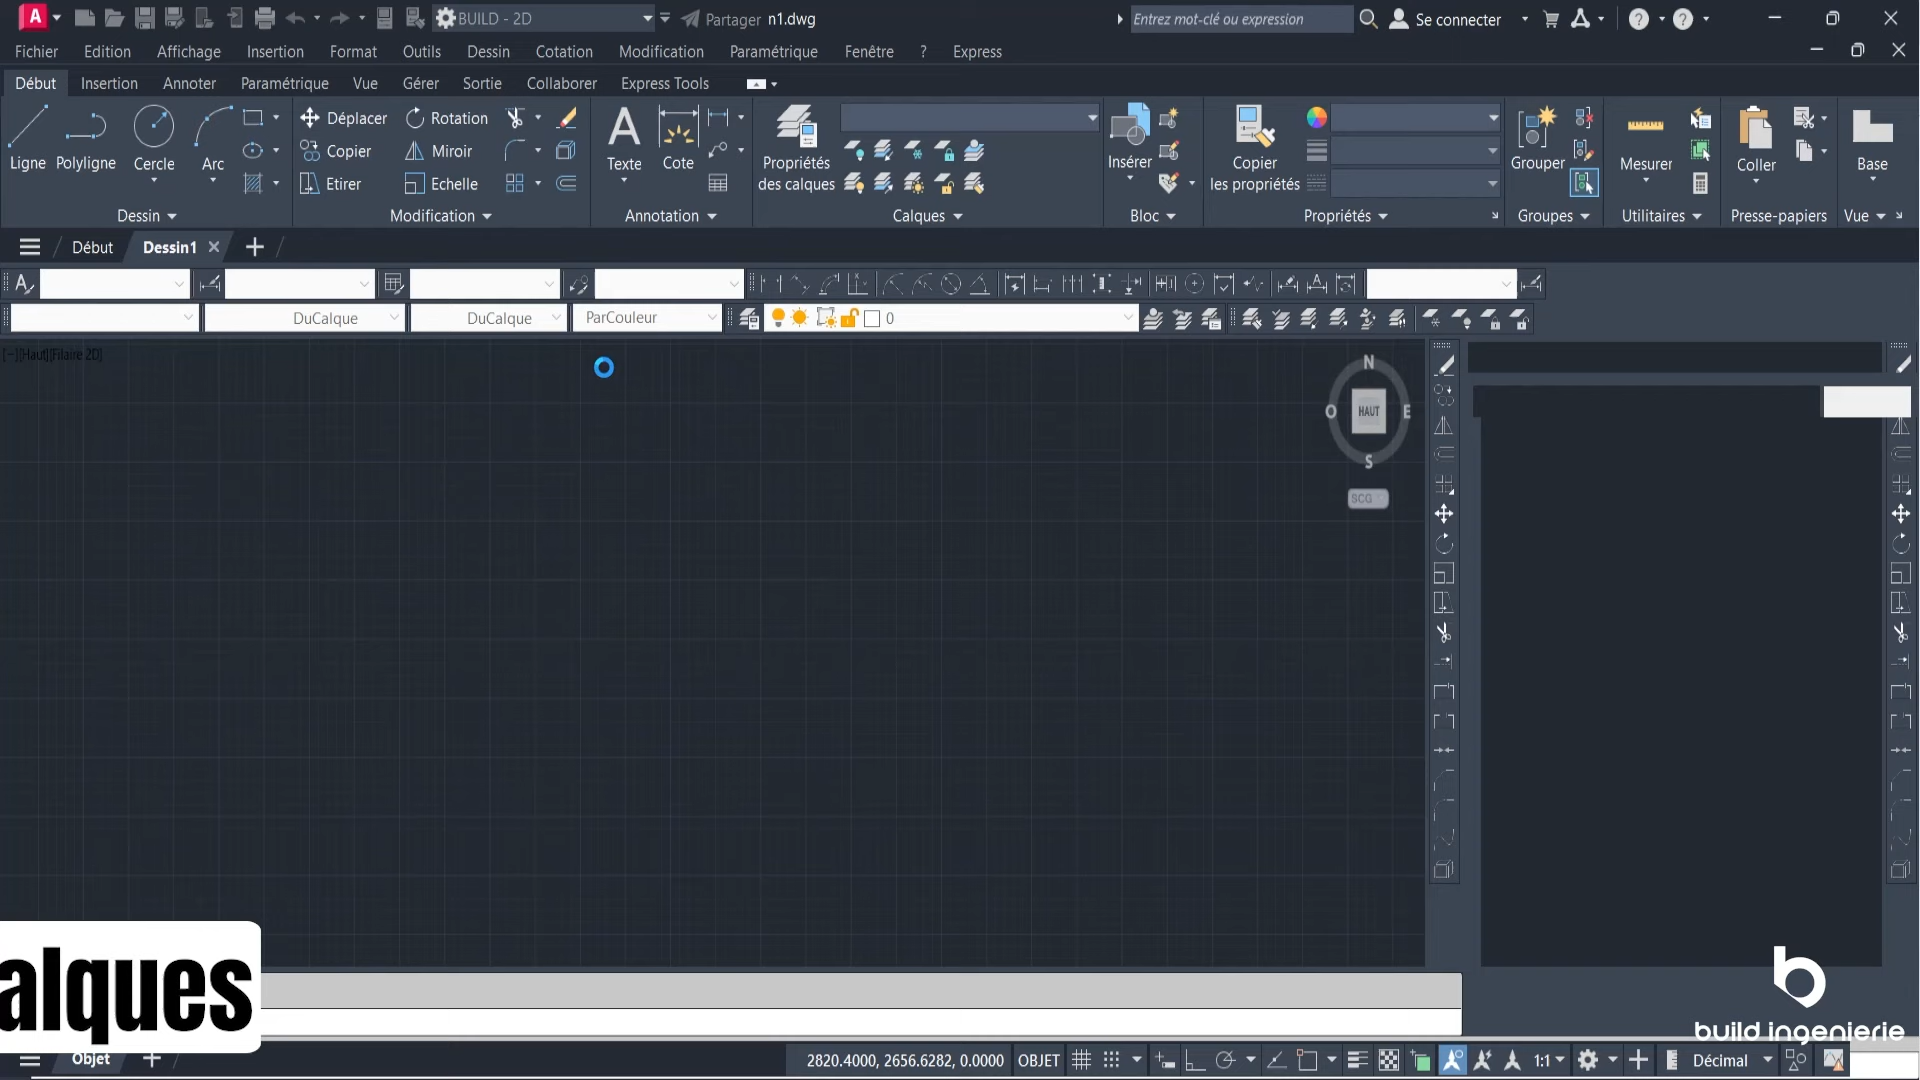 A BUILD - 2D Partager n1.dwg Entrez mot-clé ou expression Se connecter
Fichier Edition Affichage Insertion Format Outils Dessin Cotation Modification Paramétrique Fenêtre ? Express
Début Insertion Annoter Paramétrique Vue Gérer Sortie Collaborer Express Tools
Ligne Polyligne Cercle Arc
Dessin
Déplacer Rotation
Copier Miroir
Etirer Echelle
Modification
Texte Cote
Annotation
Propriétés
des calques
Calques
Insérer
Bloc
Copier
les propriétés
Propriétés
Grouper
Groupes
Mesurer
Utilitaires
Coller
Presse-papiers
Base
Vue
Début Dessin1
DuCalque DuCalque ParCouleur 0
[−][Haut][Filaire 2D]
N
O HAUT E
S
SCG
alques
build ingenierie
Objet 2820.4000, 2656.6282, 0.0000 OBJET 1:1 Décimal